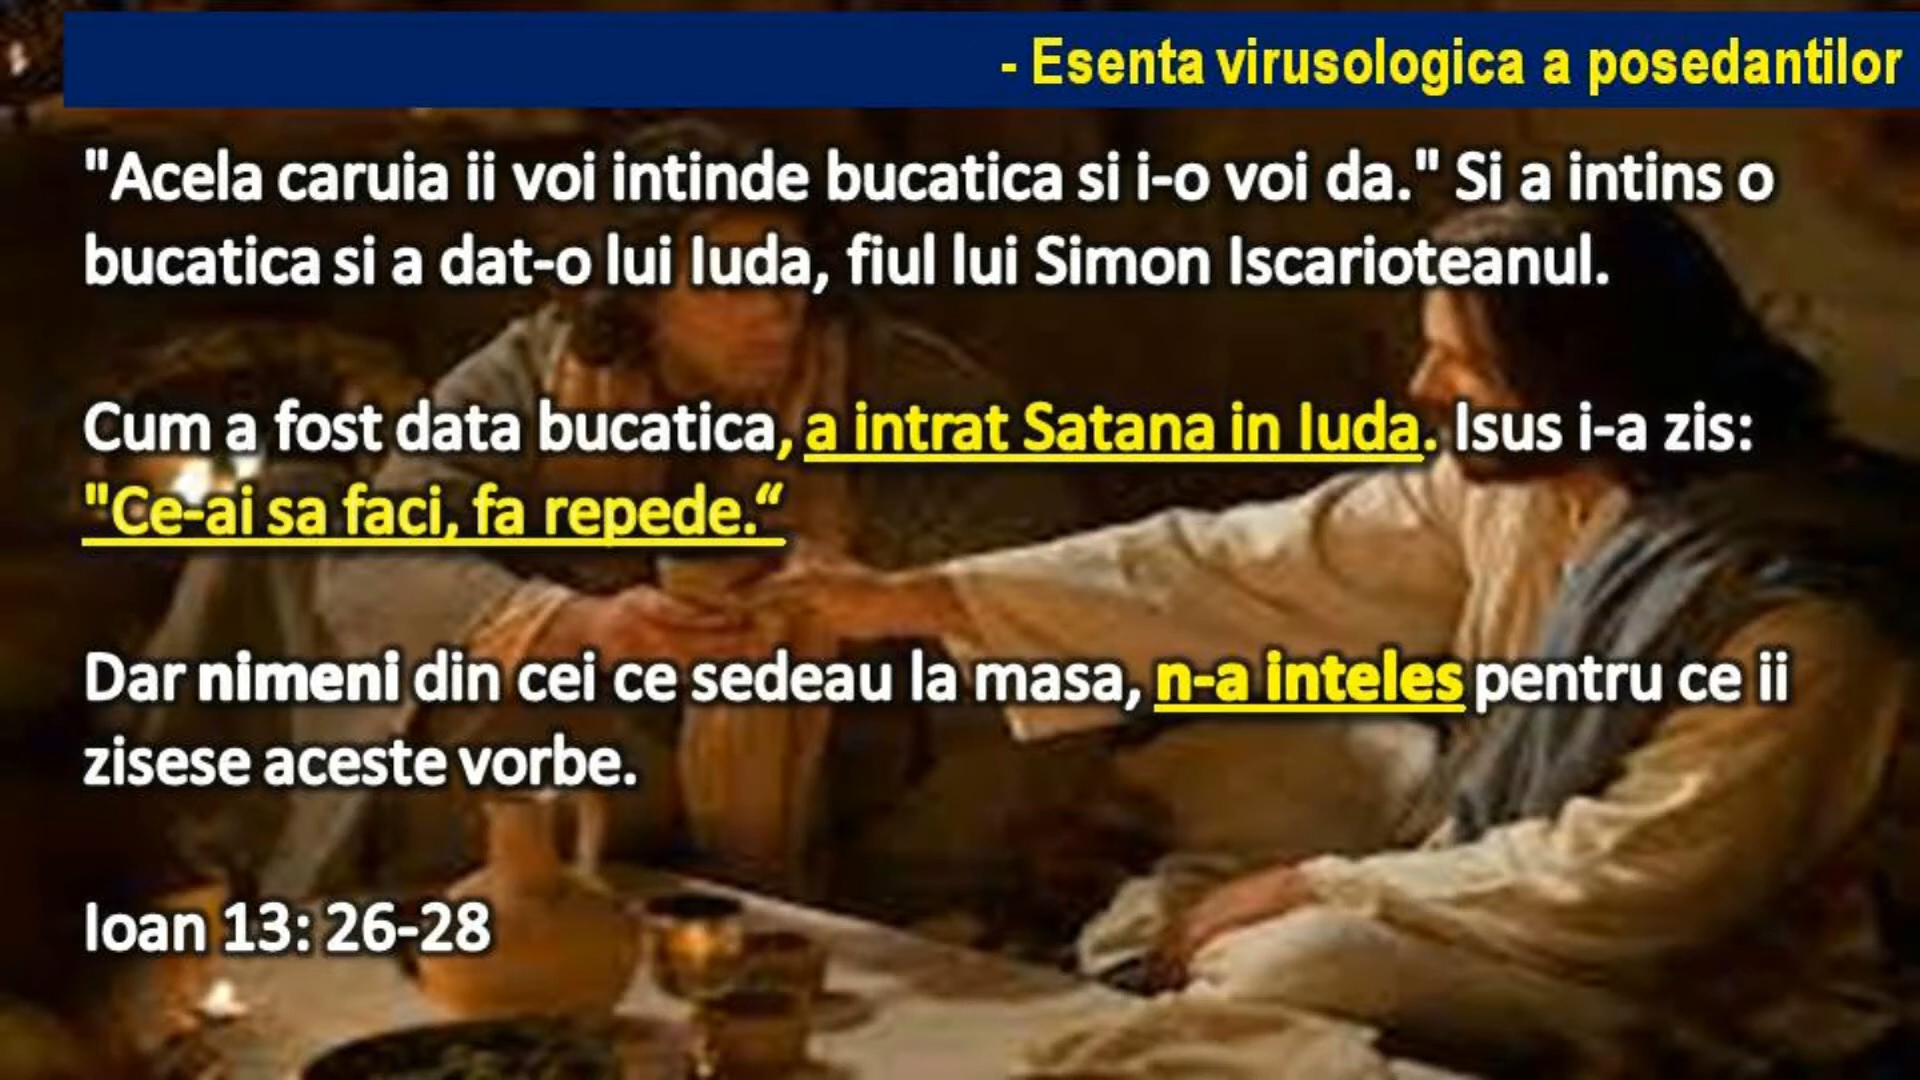 - Esenta virusologica a posedantilor
"Acela caruia ii voi intinde bucatica si i-o voi da." Si a intins o
bucatica si a dat-o lui Iuda, fiul lui Simon Iscarioteanul.
Cum a fost data bucatica, a intrat Satana in Iuda. Isus i-a zis:
"Ce-ai sa faci, fa repede.“
Dar nimeni din cei ce sedeau la masa, n-a inteles pentru ce ii
zisese aceste vorbe.
Ioan 13: 26-28